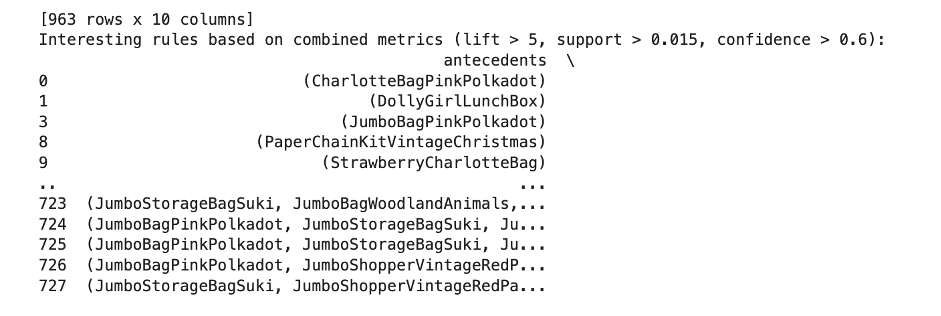 [963 rows x 10 columns]
Interesting rules based on combined metrics (lift > 5, support > 0.015, confidence > 0.6):
antecedents \
0 (CharlotteBagPinkPolkadot)
1 (DollyGirlLunchBox)
3 (JumboBagPinkPolkadot)
8 (PaperChainKitVintageChristmas)
9 (StrawberryCharlotteBag)
.. ...
723 (JumboStorageBagSuki, JumboBagWoodlandAnimals,...
724 (JumboBagPinkPolkadot, JumboStorageBagSuki, Ju...
725 (JumboBagPinkPolkadot, JumboStorageBagSuki, Ju...
726 (JumboBagPinkPolkadot, JumboShopperVintageRedP...
727 (JumboStorageBagSuki, JumboShopperVintageRedPa...